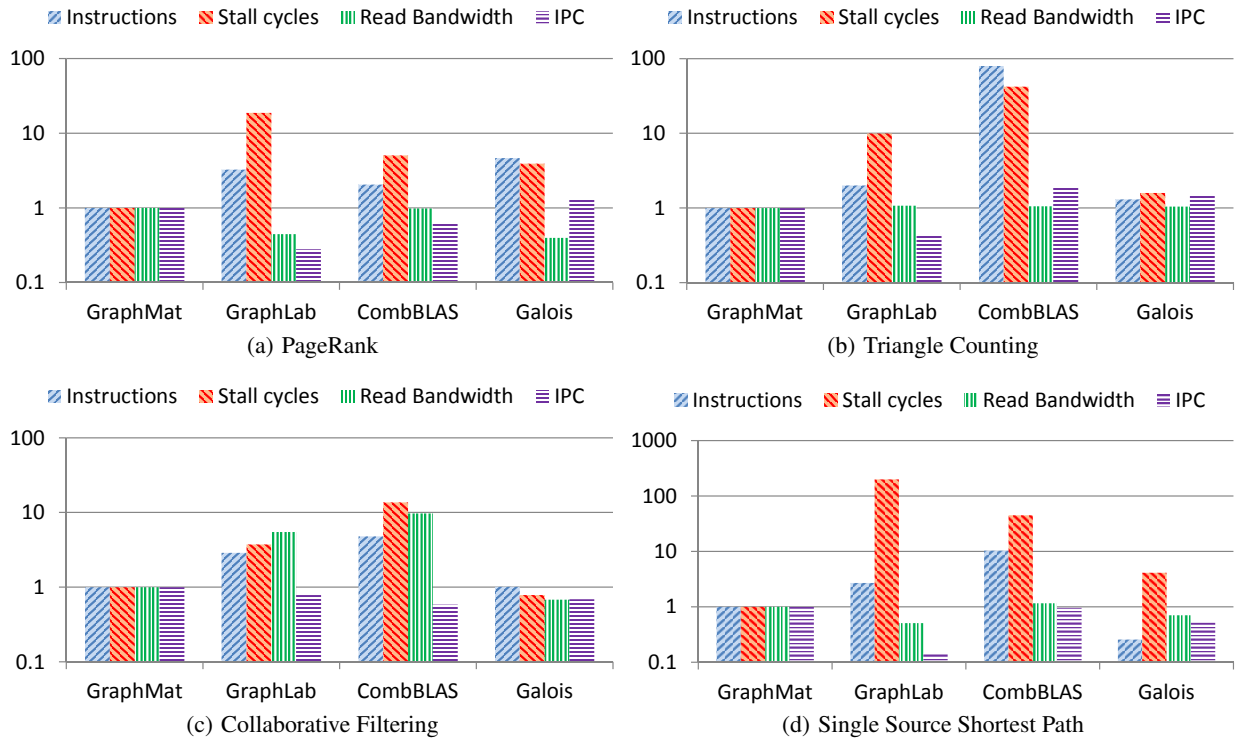 Instructions Stall cycles Read Bandwidth IPC
100
10
1
0.1
GraphMat GraphLab CombBLAS Galois
(a) PageRank
Instructions Stall cycles Read Bandwidth IPC
100
10
1
0.1
GraphMat GraphLab CombBLAS Galois
(b) Triangle Counting
Instructions Stall cycles Read Bandwidth IPC
100
10
1
0.1
GraphMat GraphLab CombBLAS Galois
(c) Collaborative Filtering
Instructions Stall cycles Read Bandwidth IPC
1000
100
10
1
0.1
GraphMat GraphLab CombBLAS Galois
(d) Single Source Shortest Path